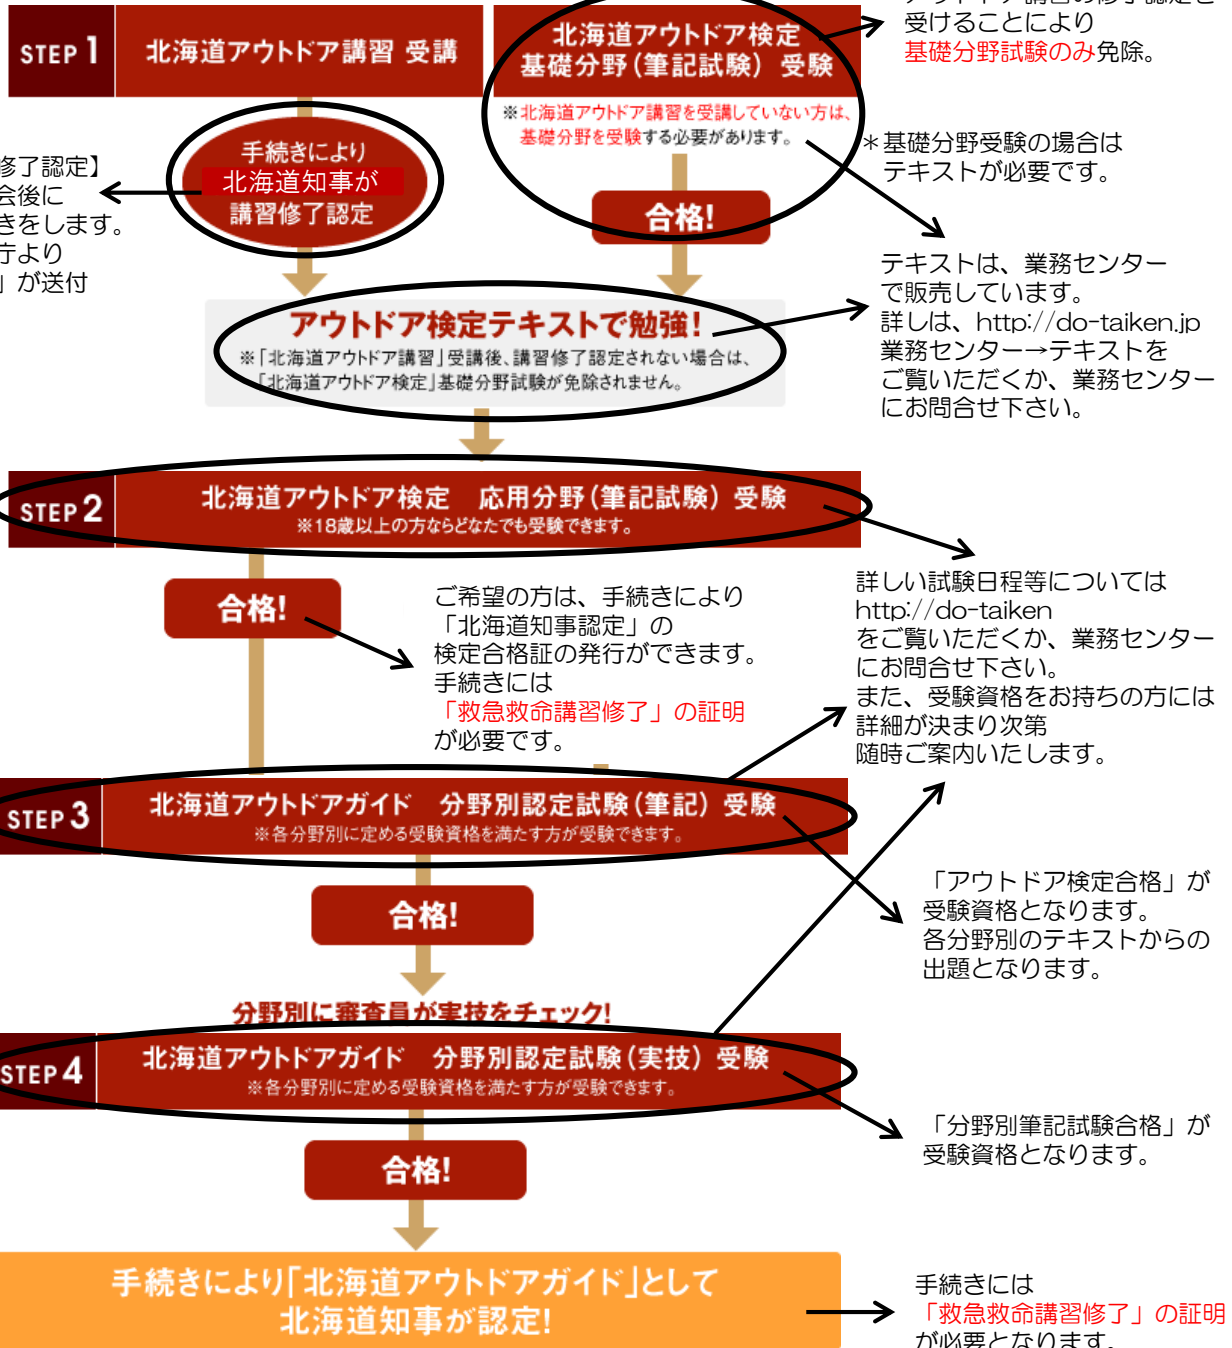 アウトドア講習の修了認定を
受けることにより
基礎分野試験のみ免除。
STEP 1
北海道アウトドア講習 受講
北海道アウトドア検定
基礎分野(筆記試験) 受験
※北海道アウトドア講習を受講していない方は、
基礎分野を受験する必要があります。
＊基礎分野受験の場合は
テキストが必要です。
手続きにより
北海道知事が
講習修了認定
修了認定】
会後に
きをします。
庁より
」が送付
合格!
テキストは、業務センター
で販売しています。
詳しは、http://do-taiken.jp
業務センター→テキストを
ご覧いただくか、業務センター
にお問合せ下さい。
アウトドア検定テキストで勉強!
※「北海道アウトドア講習」受講後、講習修了認定されない場合は、
「北海道アウトドア検定」基礎分野試験が免除されません。
STEP 2
北海道アウトドア検定　応用分野(筆記試験) 受験
※18歳以上の方ならどなたでも受験できます。
合格!
ご希望の方は、手続きにより
「北海道知事認定」の
検定合格証の発行ができます。
手続きには
「救急救命講習修了」の証明
が必要です。
詳しい試験日程等については
http://do-taiken
をご覧いただくか、業務センター
にお問合せ下さい。
また、受験資格をお持ちの方には
詳細が決まり次第
随時ご案内いたします。
STEP 3
北海道アウトドアガイド　分野別認定試験(筆記) 受験
※各分野別に定める受験資格を満たす方が受験できます。
合格!
「アウトドア検定合格」が
受験資格となります。
各分野別のテキストからの
出題となります。
分野別に審査員が実技をチェック!
STEP 4
北海道アウトドアガイド　分野別認定試験(実技) 受験
※各分野別に定める受験資格を満たす方が受験できます。
合格!
「分野別筆記試験合格」が
受験資格となります。
手続きにより「北海道アウトドアガイド」として
北海道知事が認定!
手続きには
「救急救命講習修了」の証明
が必要となります。